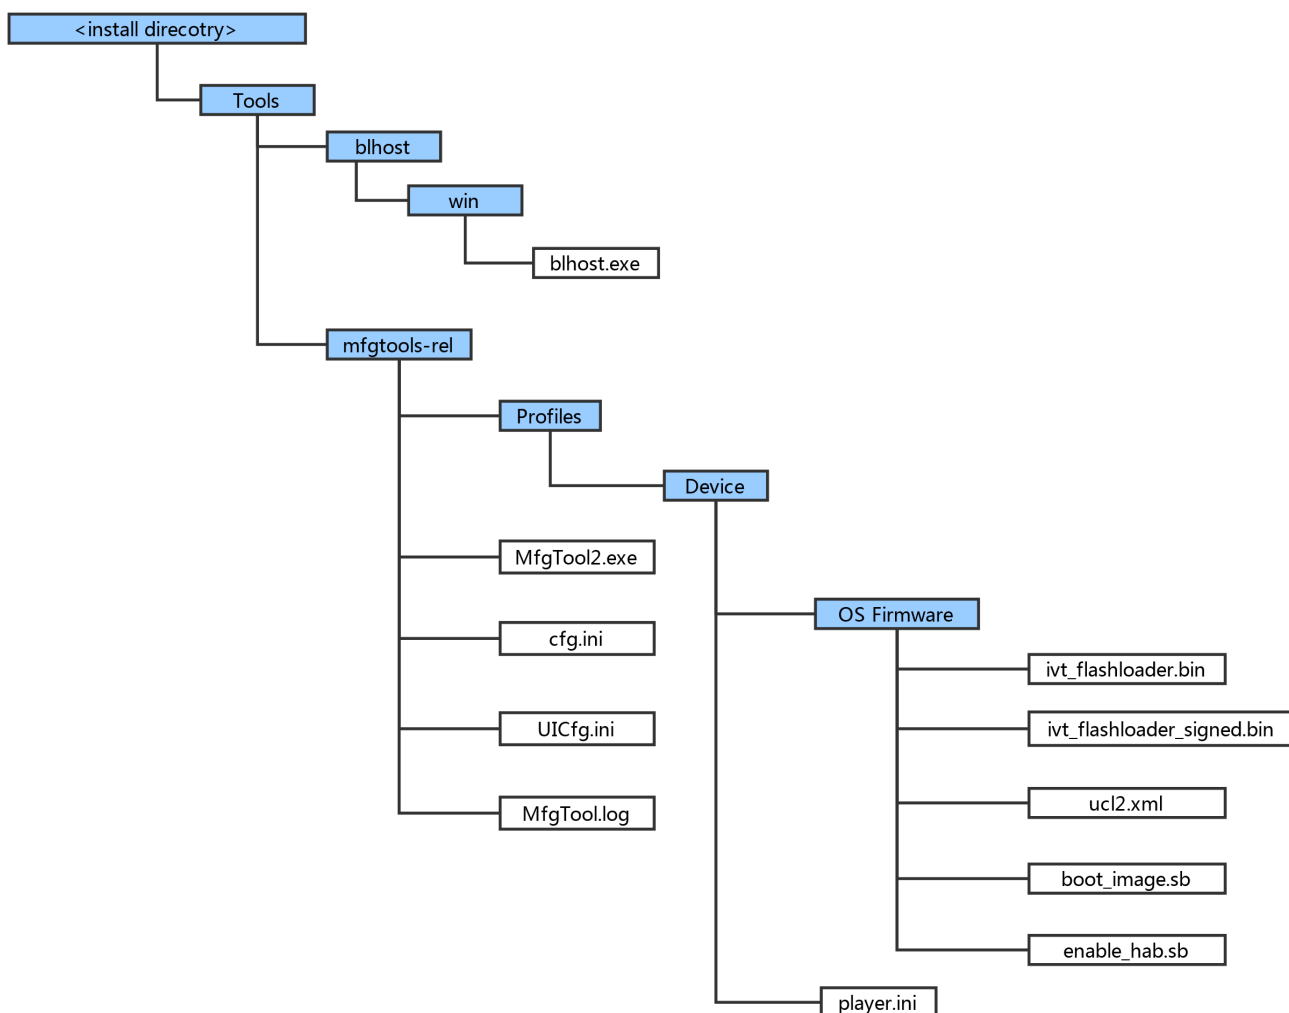 <install direcotry>
Tools
blhost
win
blhost.exe
mfgtools-rel
Profiles
Device
MfgTool2.exe
OS Firmware
cfg.ini
ivt_flashloader.bin
UICfg.ini
ivt_flashloader_signed.bin
ucl2.xml
MfgTool.log
boot_image.sb
enable_hab.sb
player.ini